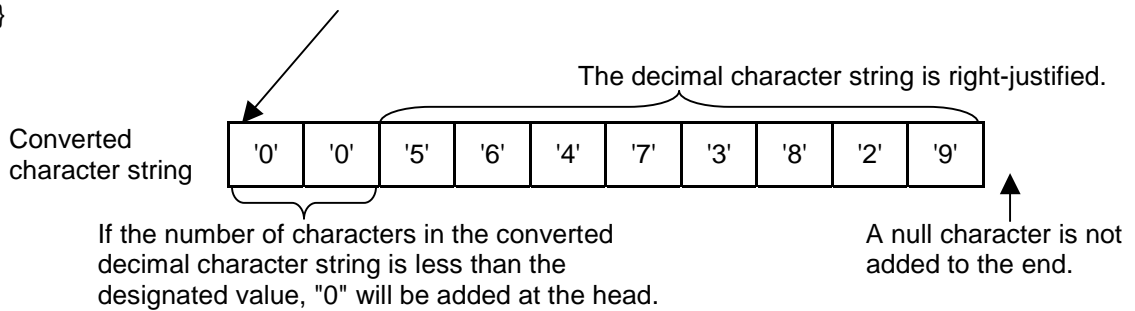 }
The decimal character string is right-justified.
Converted
character string
'0' '0' '5' '6' '4' '7' '3' '8' '2' '9'
If the number of characters in the converted
decimal character string is less than the
designated value, "0" will be added at the head.
A null character is not
added to the end.